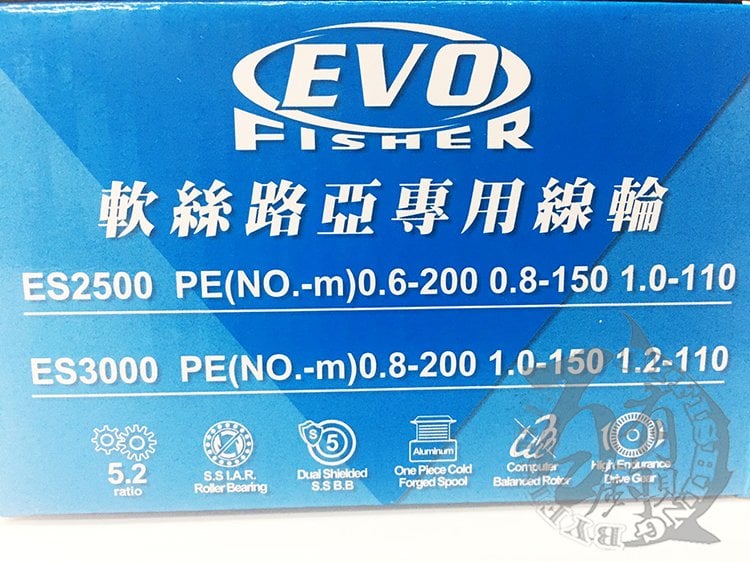 EVO
FISHER
軟絲路亞專用線輪
ES2500 PE(NO.-m)0.6-200 0.8-150 1.0-110
ES3000 PE(NO.-m)0.8-200 1.0-150 1.2-110
S 5
Aluminum
5.2
ratio
S.S I.A.R.
Roller Bearing
Dual Shielded
S.S B.B
One Piece Cold
Forged Spool
Computer
Balanced Rotor
High Endurance
Drive Gear
FISHING